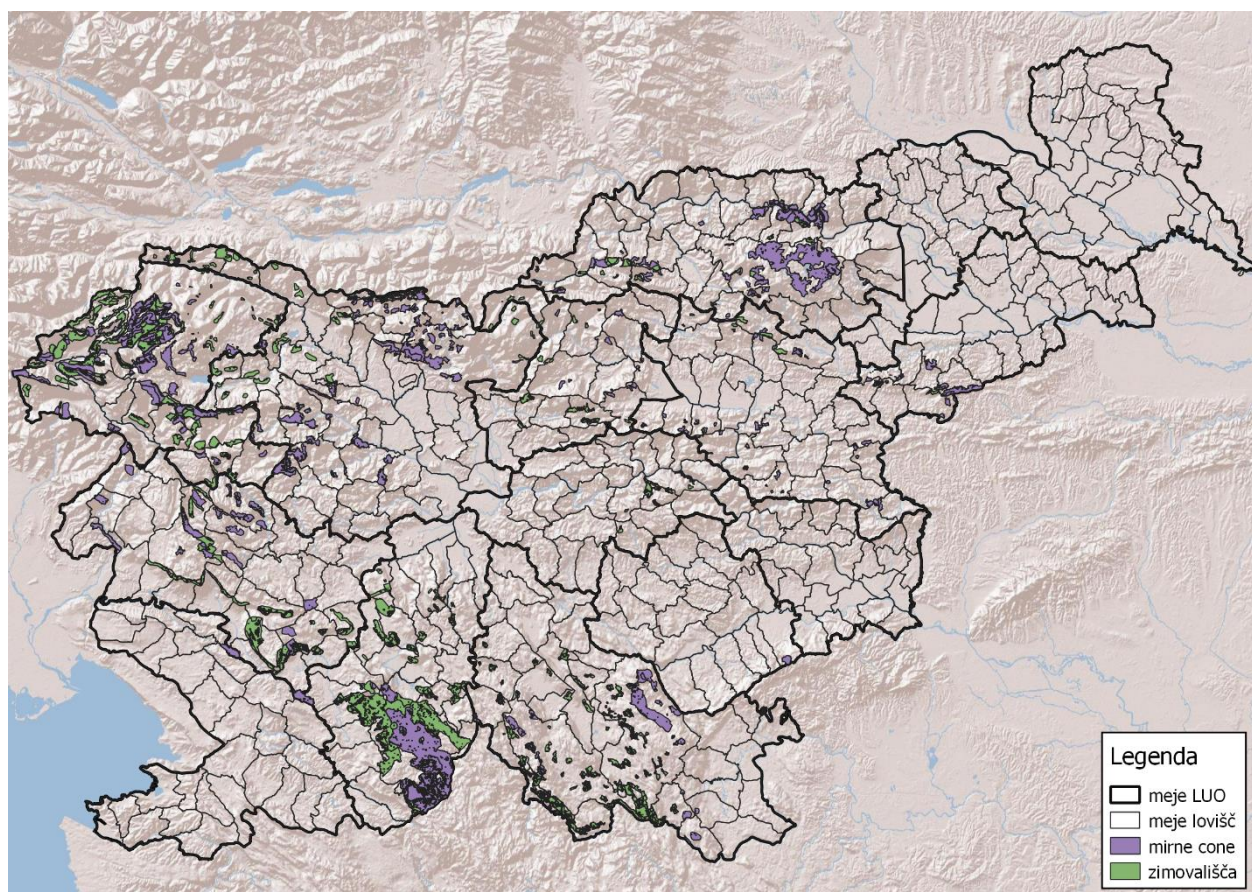 Legenda
meje LUO
meje lovišč
mirne cone
zimovališča